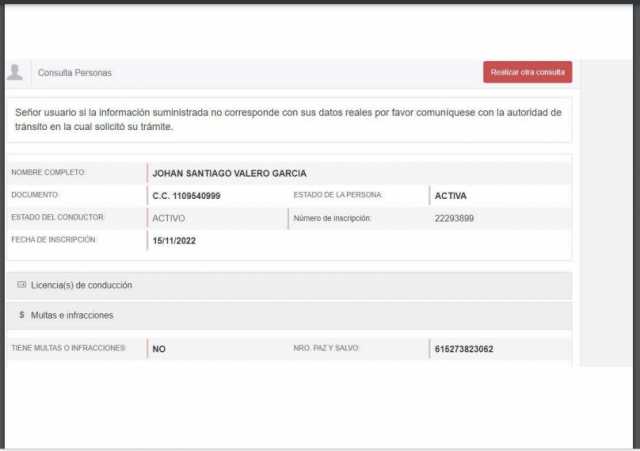 Consulta Personas
Realizar otra consulta
Señor usuario si la información suministrada no corresponde con sus datos reales por favor comuníquese con la autoridad de
tránsito en la cual solicitó su trámite.
NOMBRE COMPLETO: JOHAN SANTIAGO VALERO GARCIA
DOCUMENTO: C.C. 1109540999 ESTADO DE LA PERSONA: ACTIVA
ESTADO DEL CONDUCTOR: ACTIVO Número de inscripción: 22293899
FECHA DE INSCRIPCIÓN: 15/11/2022
Licencia(s) de conducción
$ Multas e infracciones
TIENE MULTAS O INFRACCIONES: NO NRO. PAZ Y SALVO: 615273823062